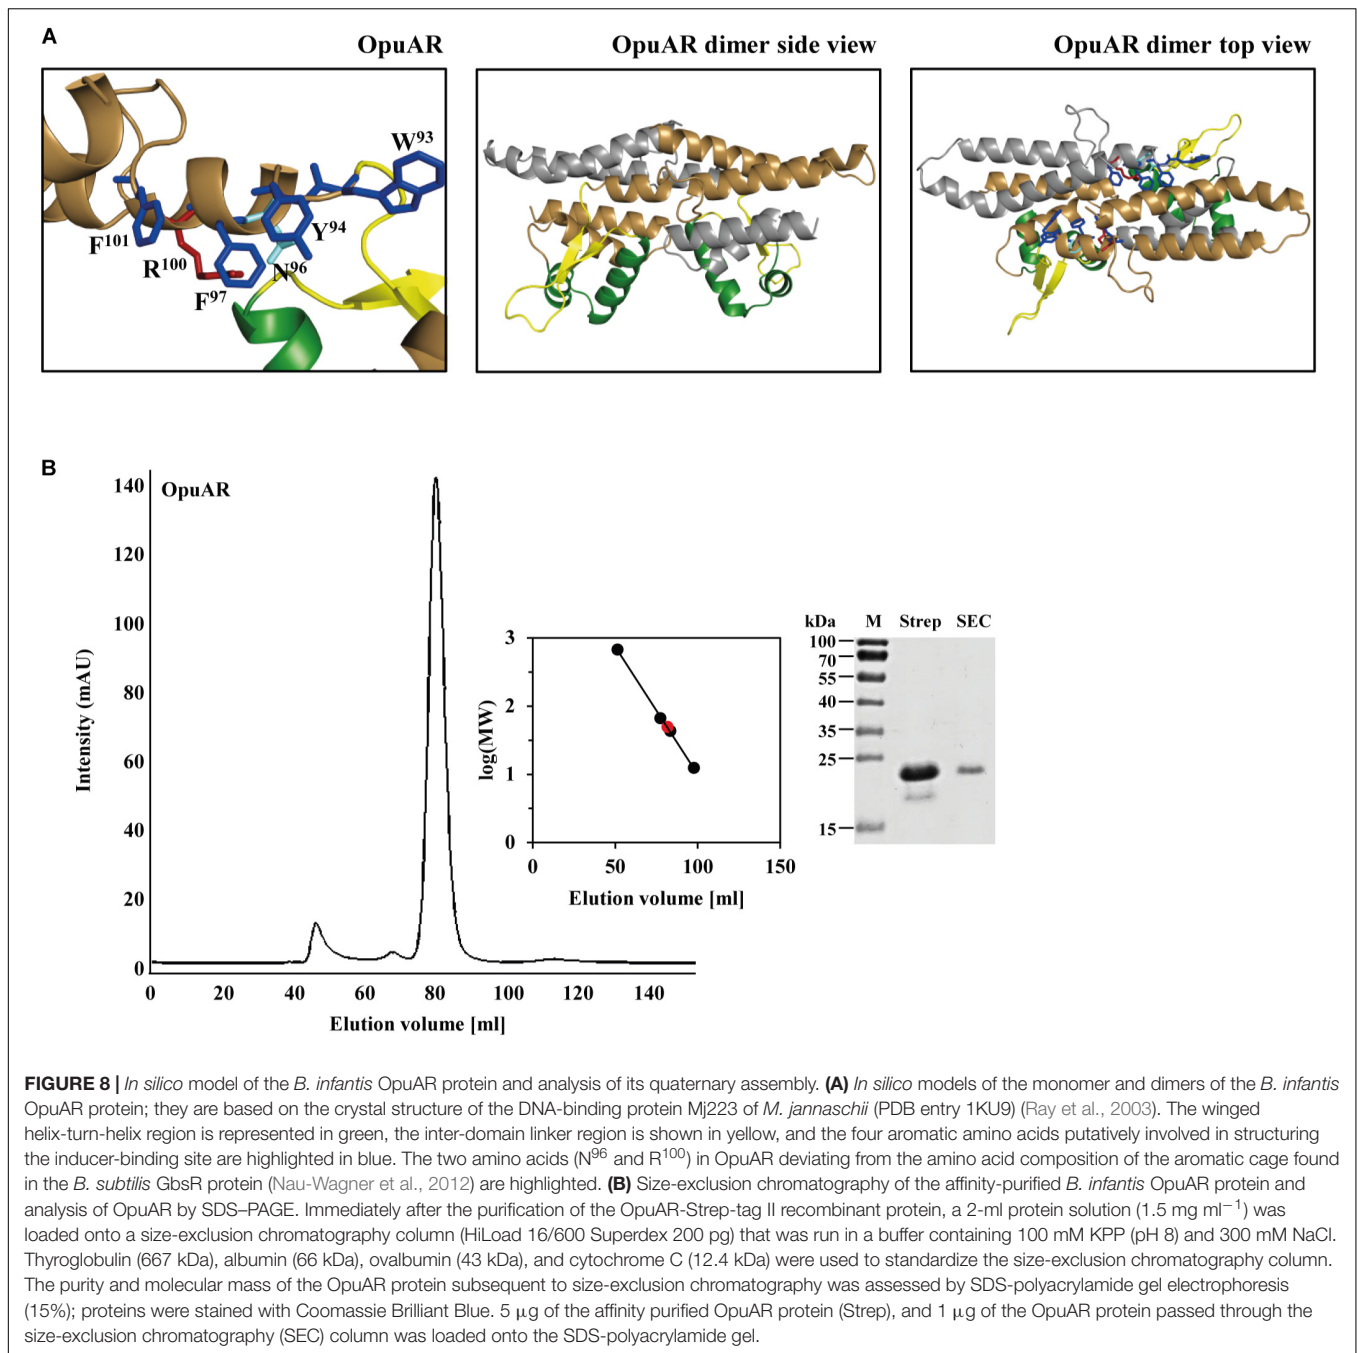 A
OpuAR
OpuAR dimer side view
OpuAR dimer top view
W93
F101
Y94
R100
N96
F97
B
OpuAR
140
120
100
80
60
40
20
0
Intensity (mAU)
0 20 40 60 80 100 120 140
Elution volume [ml]
3
2
1
0
log(MW)
0 50 100 150
Elution volume [ml]
kDa M Strep SEC
100
70
55
40
35
25
15
FIGURE 8 | In silico model of the B. infantis OpuAR protein and analysis of its quaternary assembly. (A) In silico models of the monomer and dimers of the B. infantis
OpuAR protein; they are based on the crystal structure of the DNA-binding protein Mj223 of M. jannaschii (PDB entry 1KU9) (Ray et al., 2003). The winged
helix-turn-helix region is represented in green, the inter-domain linker region is shown in yellow, and the four aromatic amino acids putatively involved in structuring
the inducer-binding site are highlighted in blue. The two amino acids (N96 and R100) in OpuAR deviating from the amino acid composition of the aromatic cage found
in the B. subtilis GbsR protein (Nau-Wagner et al., 2012) are highlighted. (B) Size-exclusion chromatography of the affinity-purified B. infantis OpuAR protein and
analysis of OpuAR by SDS–PAGE. Immediately after the purification of the OpuAR-Strep-tag II recombinant protein, a 2-ml protein solution (1.5 mg ml−1) was
loaded onto a size-exclusion chromatography column (HiLoad 16/600 Superdex 200 pg) that was run in a buffer containing 100 mM KPP (pH 8) and 300 mM NaCl.
Thyroglobulin (667 kDa), albumin (66 kDa), ovalbumin (43 kDa), and cytochrome C (12.4 kDa) were used to standardize the size-exclusion chromatography column.
The purity and molecular mass of the OpuAR protein subsequent to size-exclusion chromatography was assessed by SDS-polyacrylamide gel electrophoresis
(15%); proteins were stained with Coomassie Brilliant Blue. 5 μg of the affinity purified OpuAR protein (Strep), and 1 μg of the OpuAR protein passed through the
size-exclusion chromatography (SEC) column was loaded onto the SDS-polyacrylamide gel.